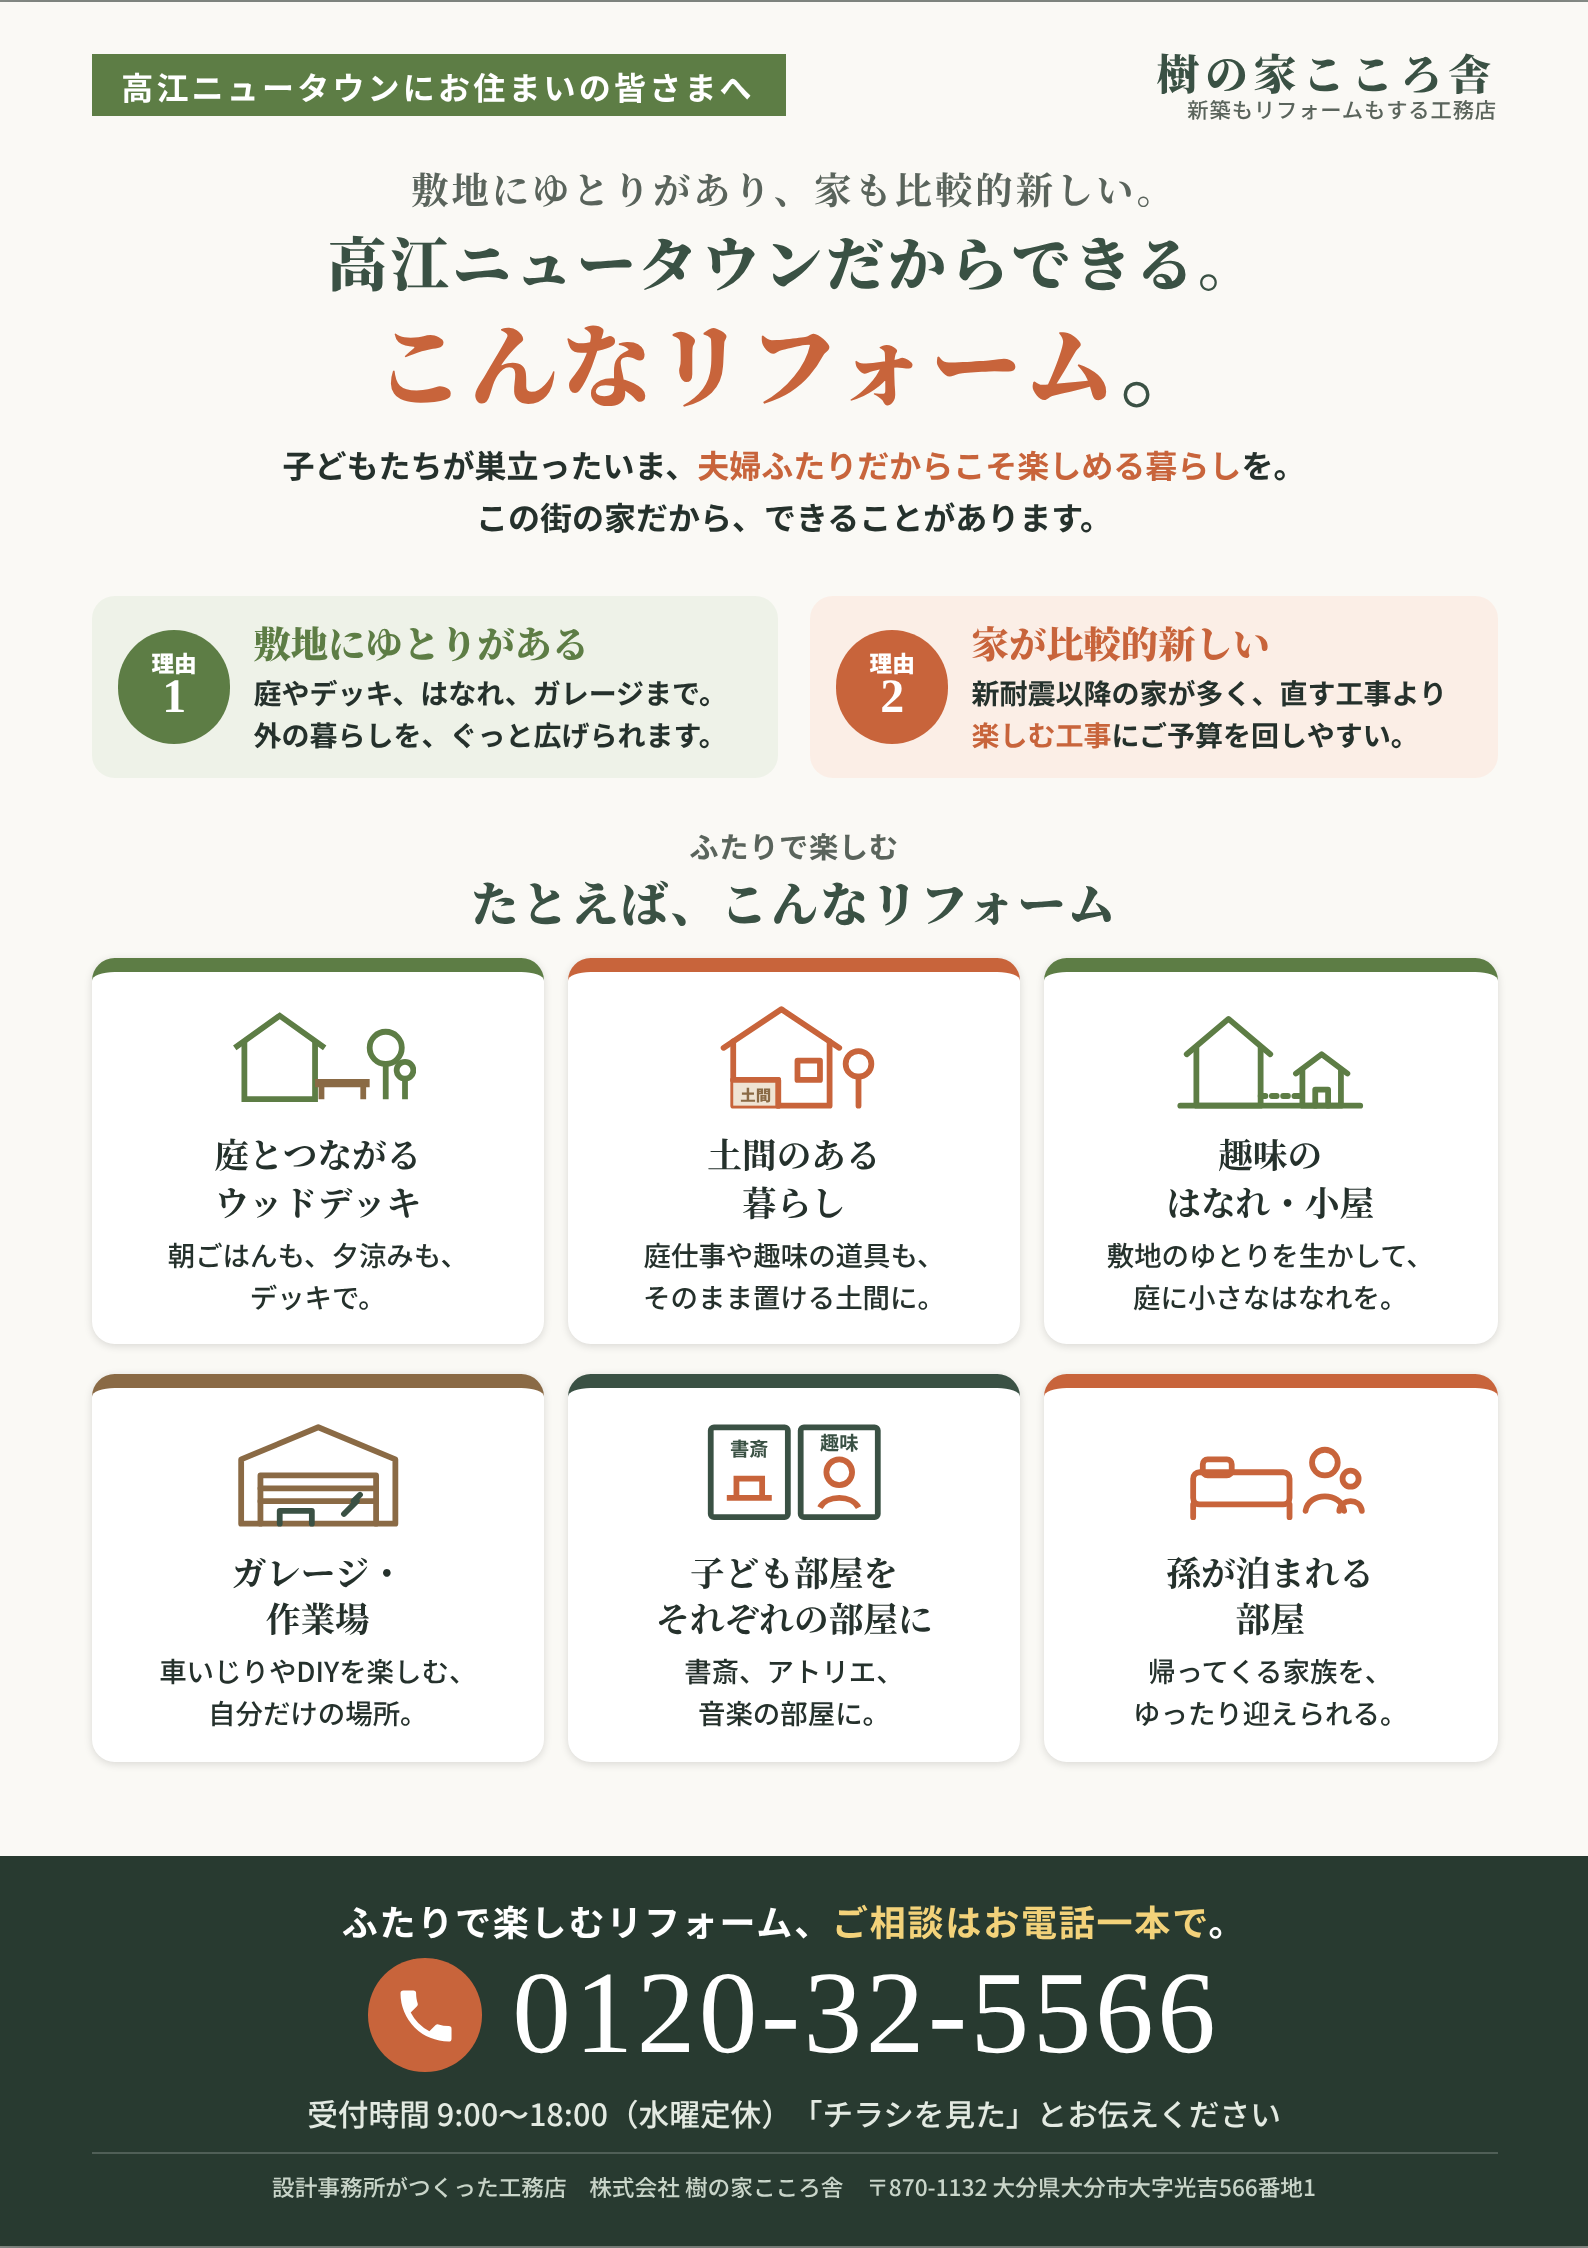 高江ニュータウンにお住まいの皆さまへ
樹の家こころ舎
新築もリフォームもする工務店
敷地にゆとりがあり、家も比較的新しい。
高江ニュータウンだからできる。
こんなリフォーム。
子どもたちが巣立ったいま、夫婦ふたりだからこそ楽しめる暮らしを。
この街の家だから、できることがあります。
理由
1
敷地にゆとりがある
庭やデッキ、はなれ、ガレージまで。
外の暮らしを、ぐっと広げられます。
理由
2
家が比較的新しい
新耐震以降の家が多く、直す工事より
楽しむ工事にご予算を回しやすい。
ふたりで楽しむ
たとえば、こんなリフォーム
庭とつながる
ウッドデッキ
朝ごはんも、夕涼みも、
デッキで。
土間
土間のある
暮らし
庭仕事や趣味の道具も、
そのまま置ける土間に。
趣味の
はなれ・小屋
敷地のゆとりを生かして、
庭に小さなはなれを。
ガレージ・
作業場
車いじりやDIYを楽しむ、
自分だけの場所。
書斎
趣味
子ども部屋を
それぞれの部屋に
書斎、アトリエ、
音楽の部屋に。
孫が泊まれる
部屋
帰ってくる家族を、
ゆったり迎えられる。
ふたりで楽しむリフォーム、ご相談はお電話一本で。
0120-32-5566
受付時間 9:00〜18:00（水曜定休）「チラシを見た」とお伝えください
設計事務所がつくった工務店　株式会社 樹の家こころ舎　〒870-1132 大分県大分市大字光吉566番地1